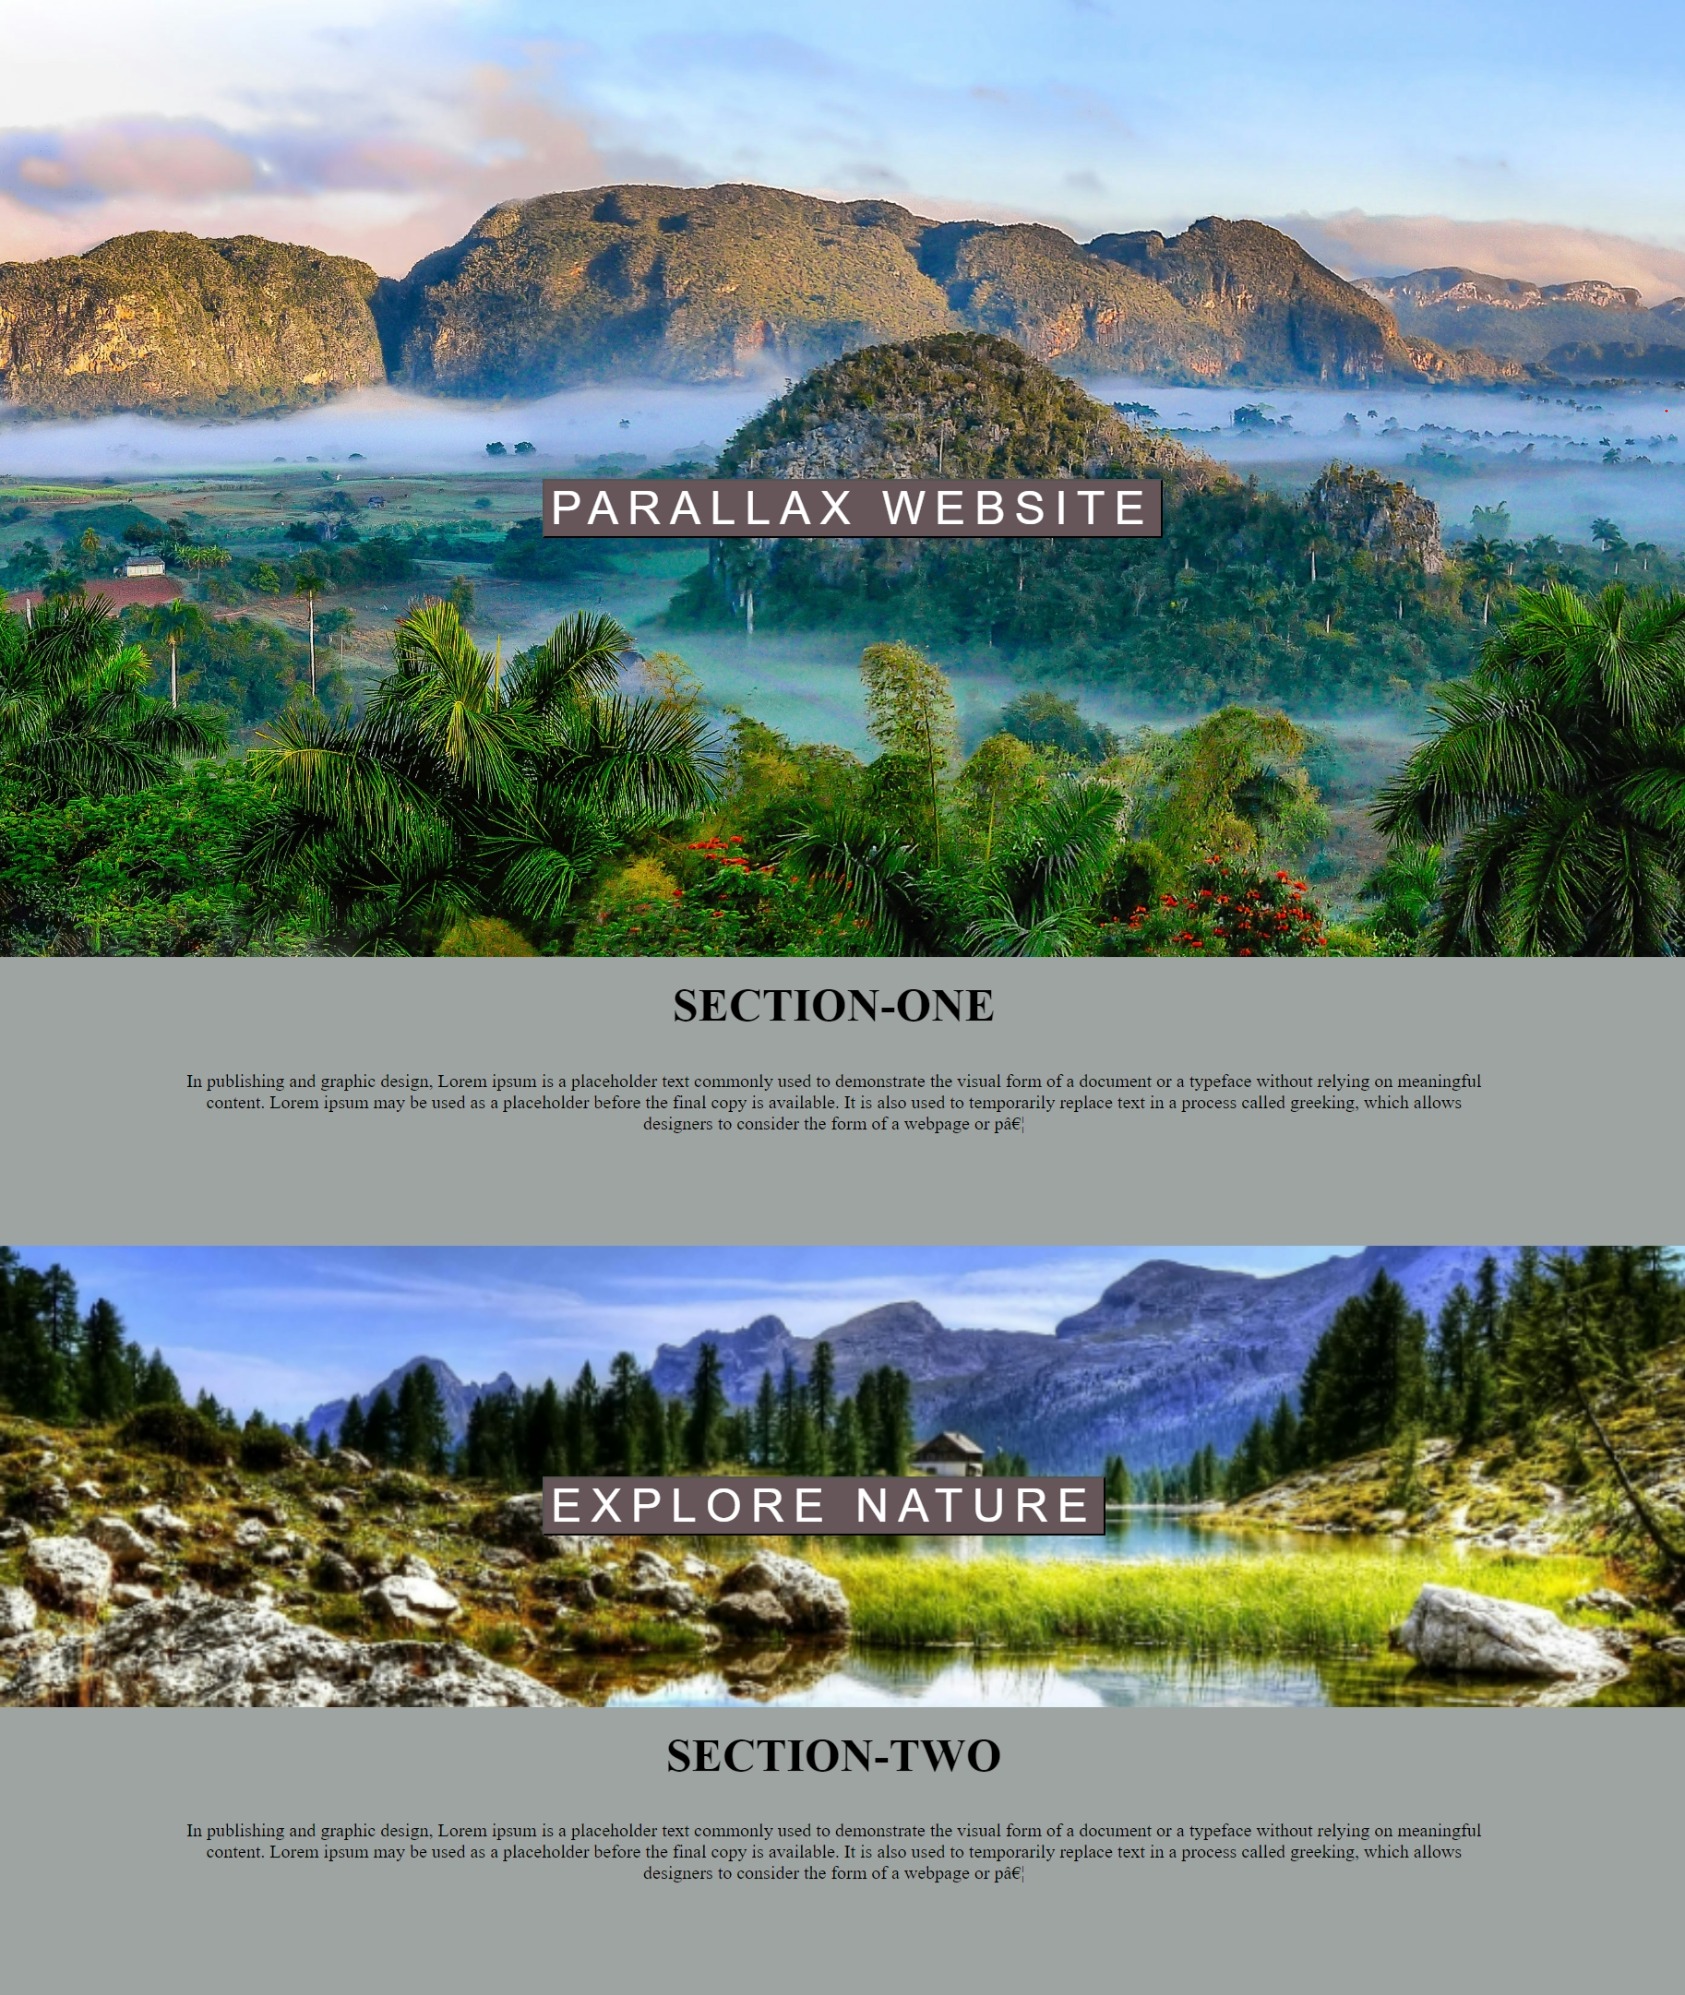 PARALLAX WEBSITE
SECTION-ONE
In publishing and graphic design, Lorem ipsum is a placeholder text commonly used to demonstrate the visual form of a document or a typeface without relying on meaningful
content. Lorem ipsum may be used as a placeholder before the final copy is available. It is also used to temporarily replace text in a process called greeking, which allows
designers to consider the form of a webpage or pâ€¦
EXPLORE NATURE
SECTION-TWO
In publishing and graphic design, Lorem ipsum is a placeholder text commonly used to demonstrate the visual form of a document or a typeface without relying on meaningful
content. Lorem ipsum may be used as a placeholder before the final copy is available. It is also used to temporarily replace text in a process called greeking, which allows
designers to consider the form of a webpage or pâ€¦